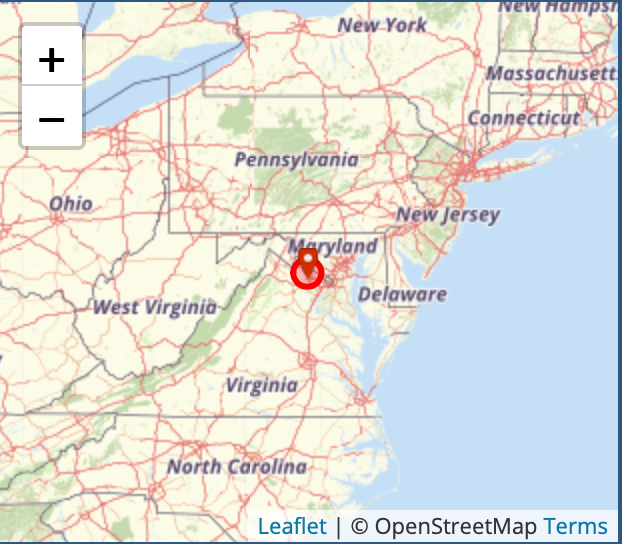 New Hampsh
+
New York
−
Massachusett
Connecticut
Pennsylvania
Ohio
New Jersey
Maryland
West Virginia
Delaware
Virginia
North Carolina
Leaflet | © OpenStreetMap Terms